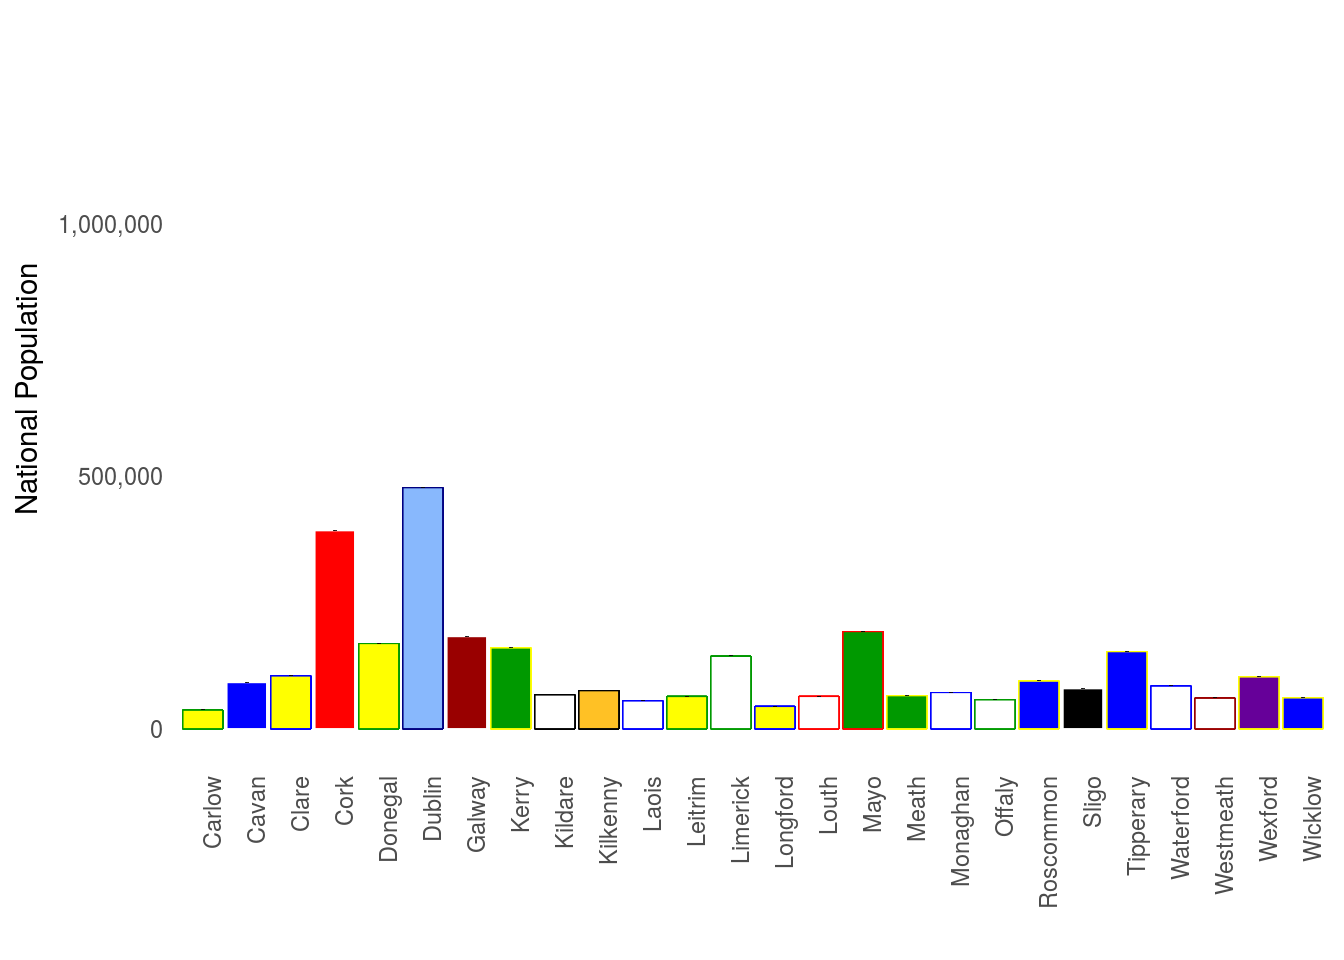 National Population
1,000,000
500,000
0
Carlow
Cavan
Clare
Cork
Donegal
Dublin
Galway
Kerry
Kildare
Kilkenny
Laois
Leitrim
Limerick
Longford
Louth
Mayo
Meath
Monaghan
Offaly
Roscommon
Sligo
Tipperary
Waterford
Westmeath
Wexford
Wicklow